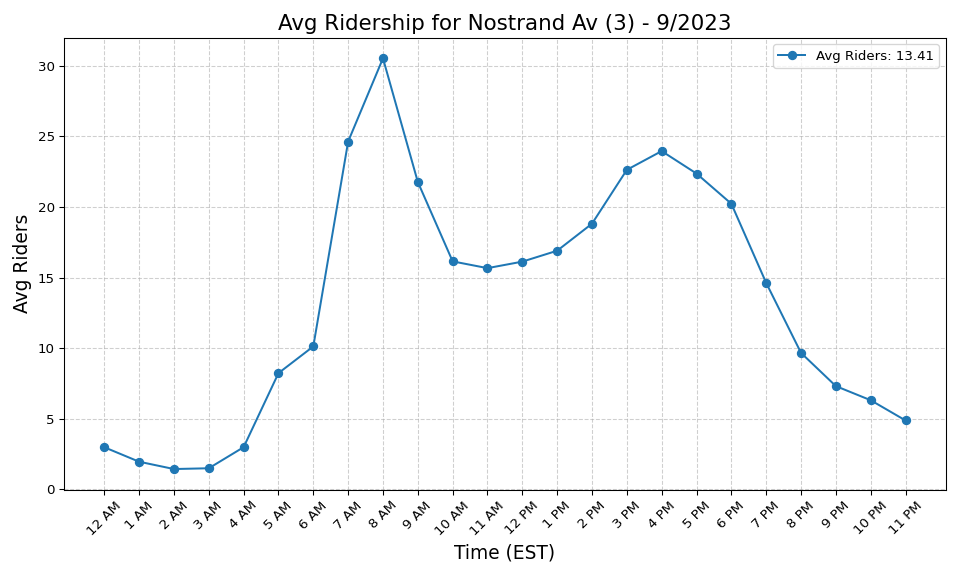 Avg Ridership for Nostrand Av (3) - 9/2023
Avg Riders: 13.41
Avg Riders
30
25
20
15
10
5
0
12 AM
1 AM
2 AM
3 AM
4 AM
5 AM
6 AM
7 AM
8 AM
9 AM
10 AM
11 AM
12 PM
1 PM
2 PM
3 PM
4 PM
5 PM
6 PM
7 PM
8 PM
9 PM
10 PM
11 PM
Time (EST)